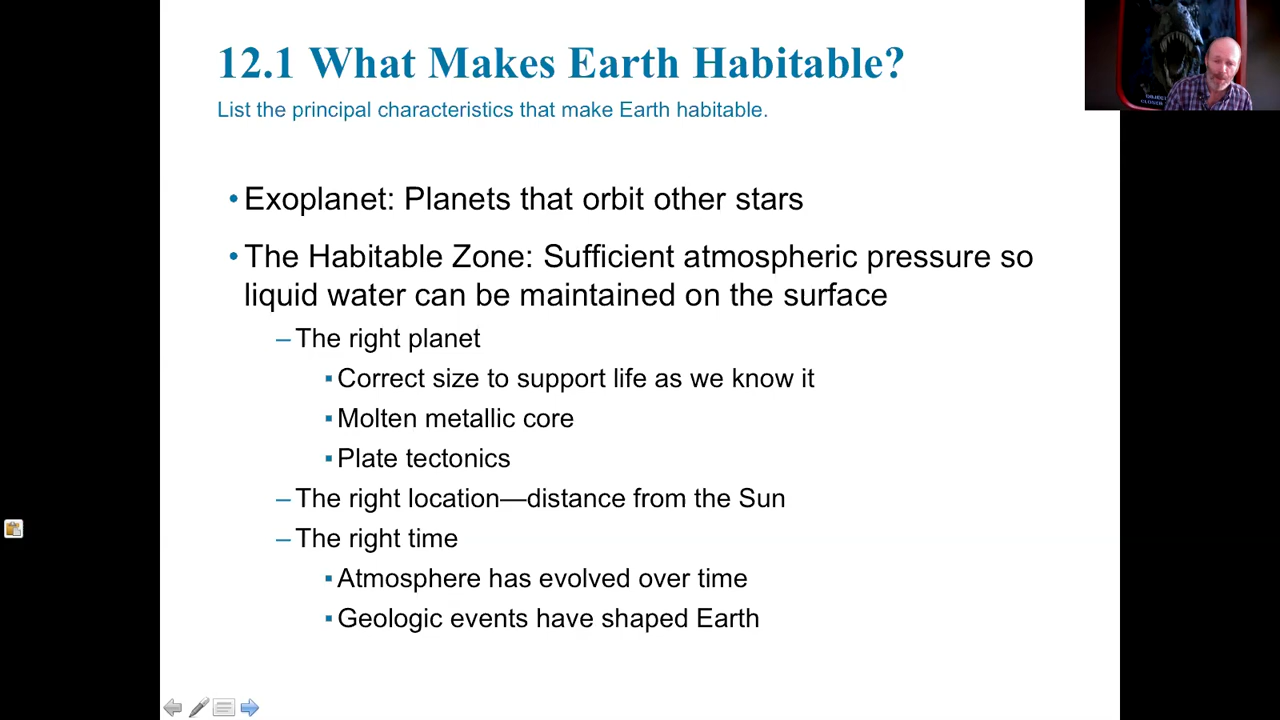 12.1 What Makes Earth Habitable?
List the principal characteristics that make Earth habitable.
•Exoplanet: Planets that orbit other stars
•The Habitable Zone: Sufficient atmospheric pressure so
liquid water can be maintained on the surface
–The right planet
▪Correct size to support life as we know it
▪Molten metallic core
▪Plate tectonics
–The right location—distance from the Sun
–The right time
▪Atmosphere has evolved over time
▪Geologic events have shaped Earth